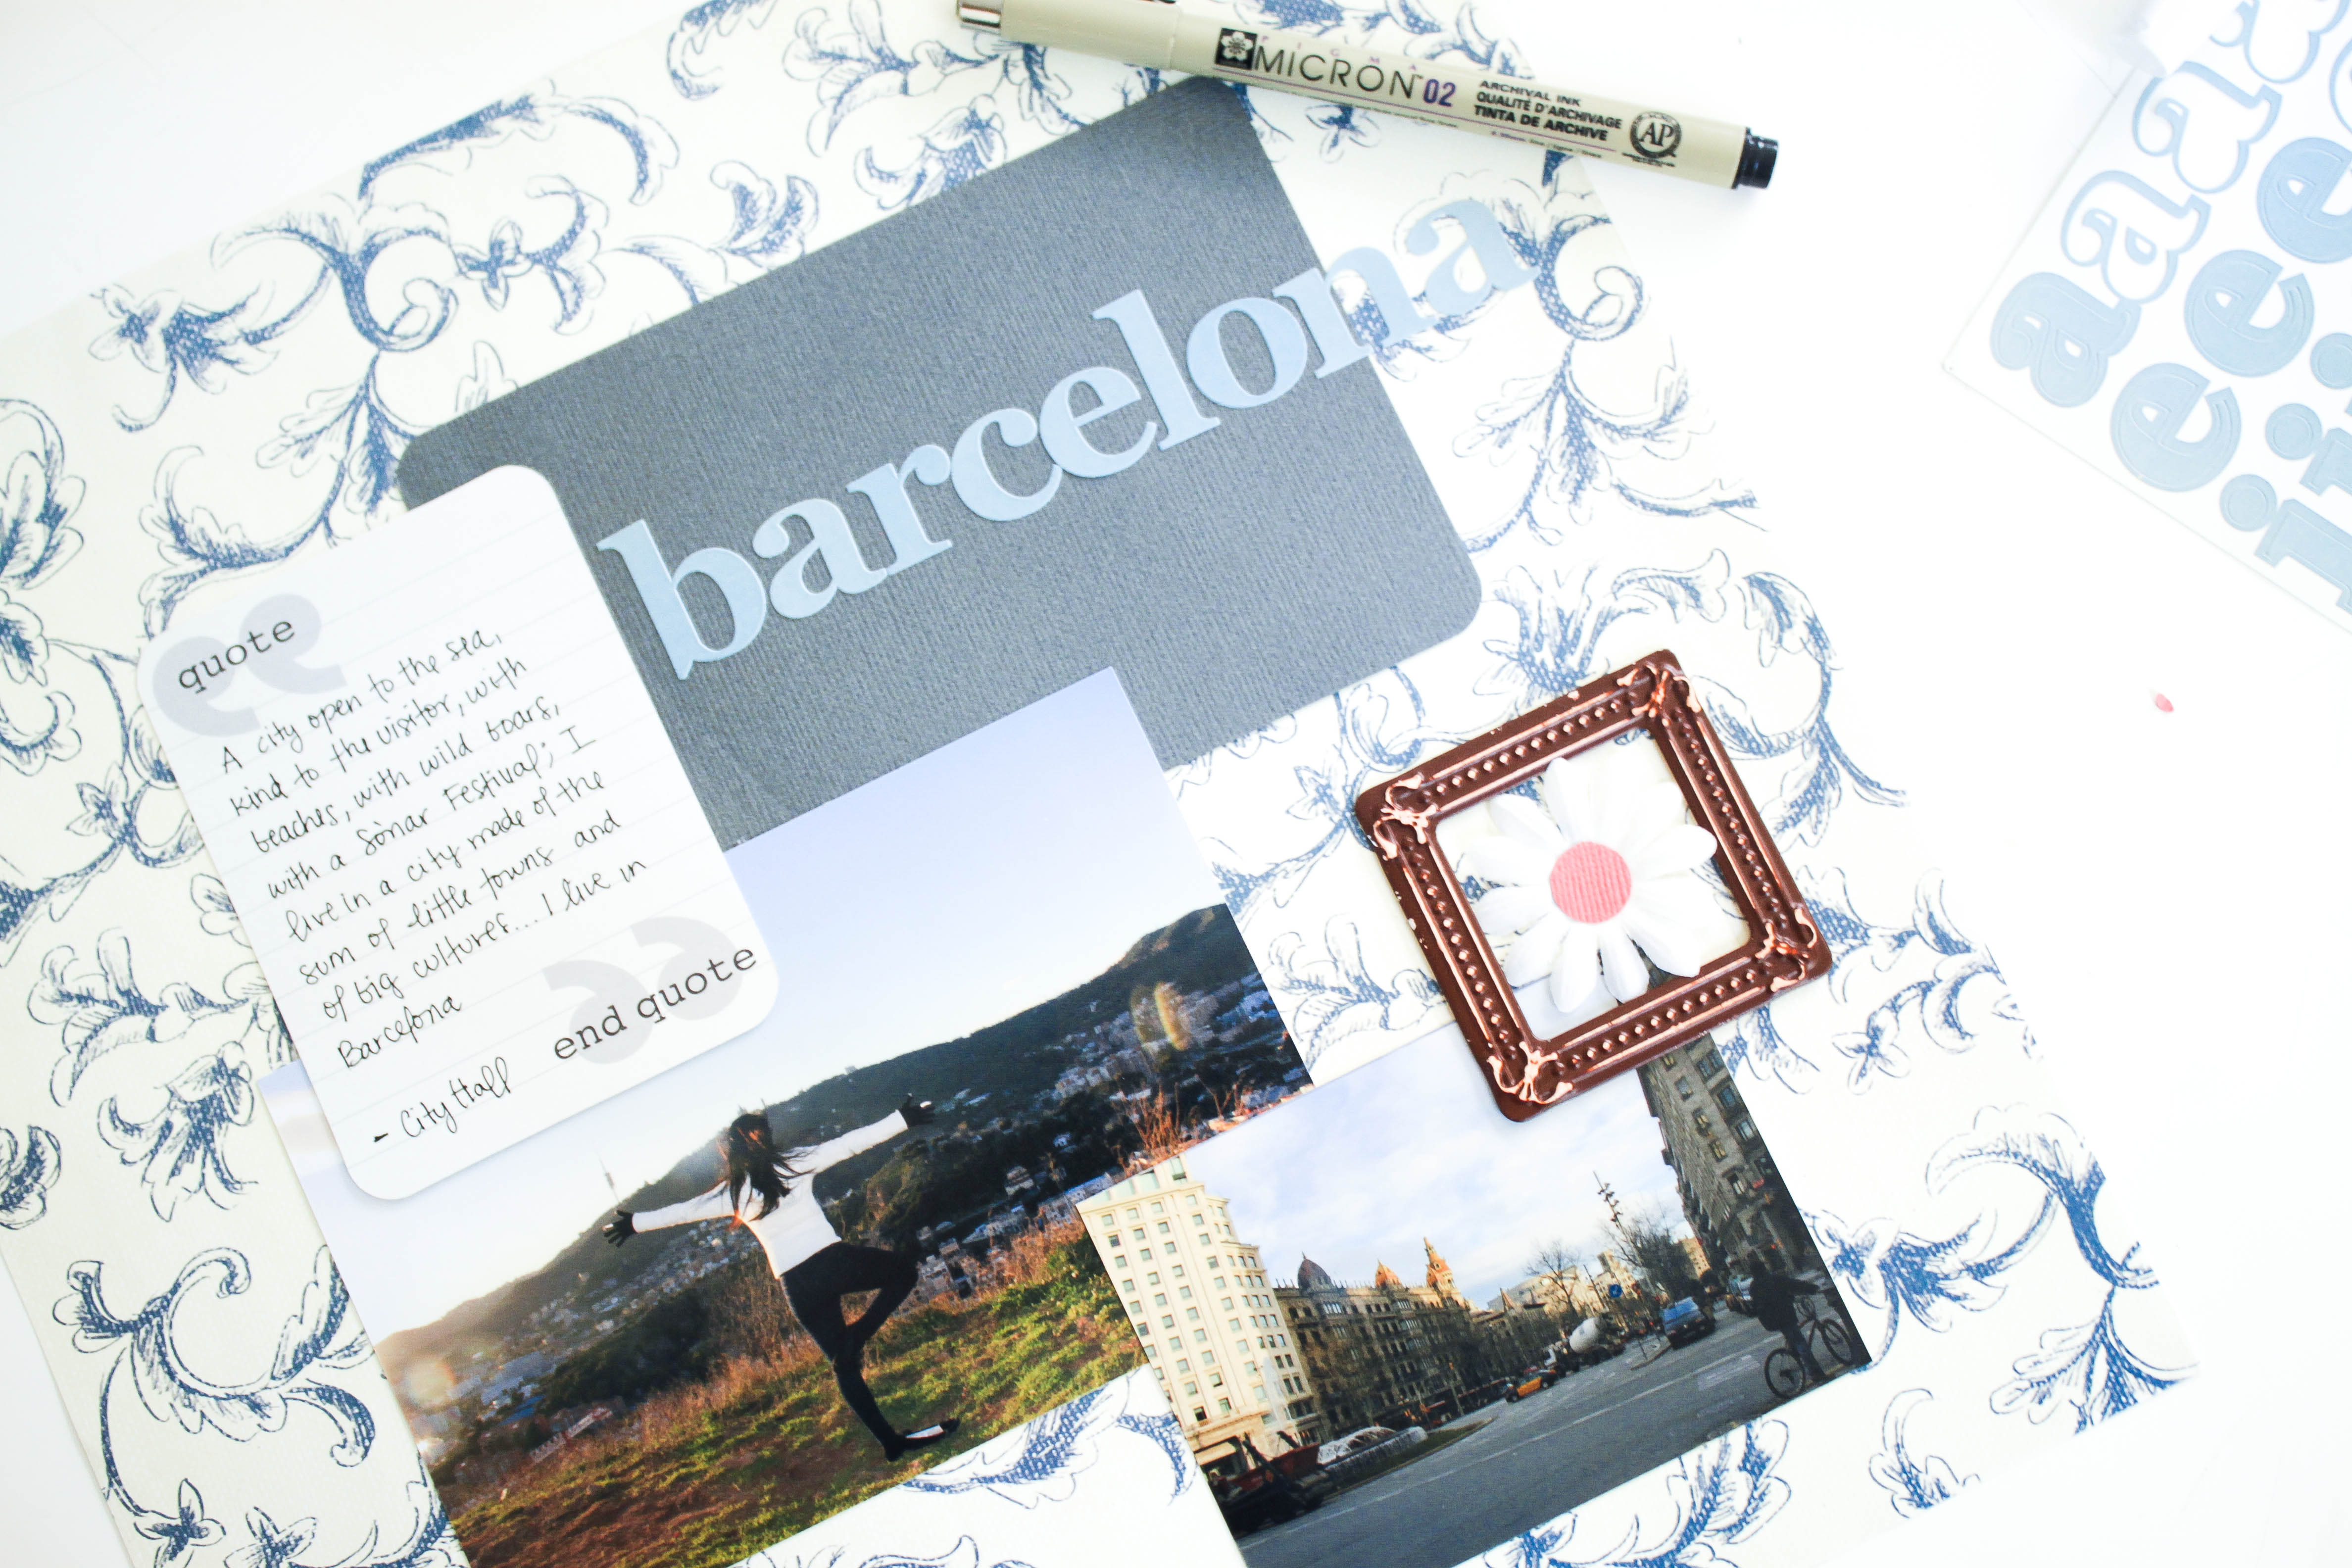 PIGMA
MICRON 02
ARCHIVAL INK
QUALITÉ D'ARCHIVAGE
TINTA DE ARCHIVE
AP
barcelona
quote
A city open to the sea,
kind to the visitor, with
beaches, with wild boars,
with a Sònar Festival; I
live in a city made of the
sum of little towns and
of big cultures... I live in
Barcelona
- City Hall
end quote
a a a a
e e e
i i